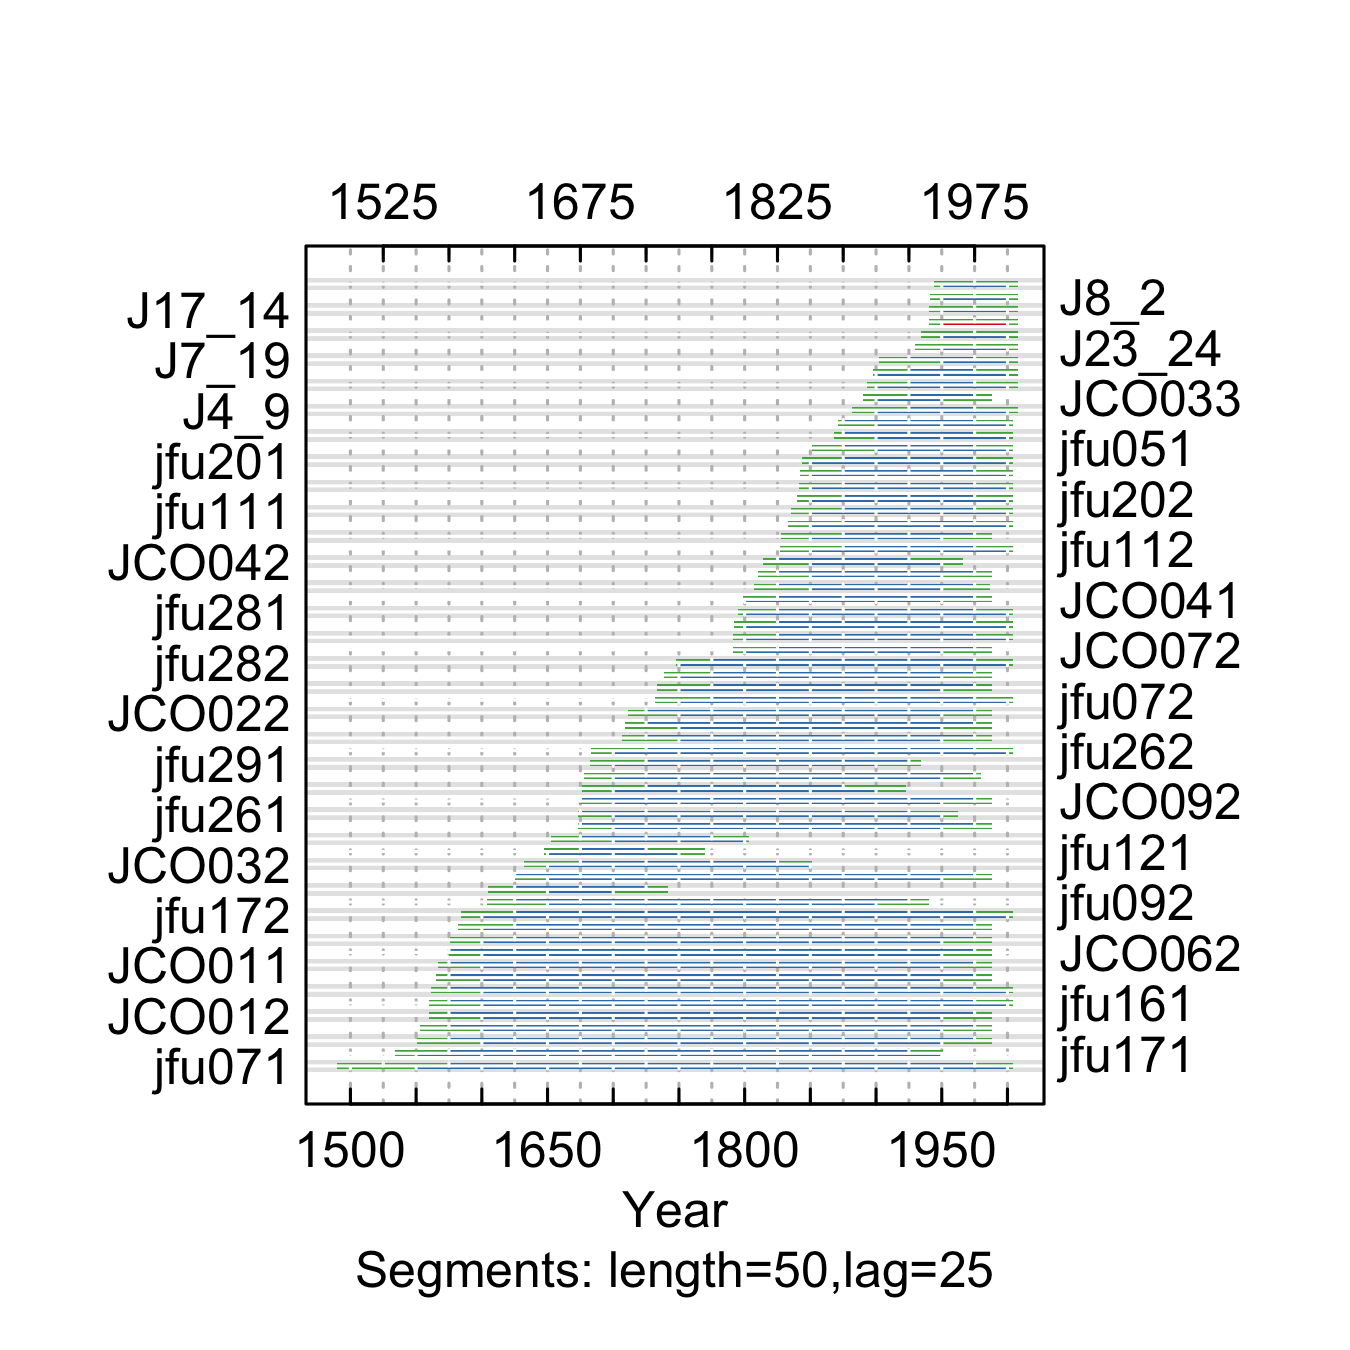 1525 1675 1825 1975
J8_2
J17_14
J23_24
J7_19
JCO033
J4_9
jfu051
jfu201
jfu202
jfu111
jfu112
JCO042
JCO041
jfu281
JCO072
jfu282
jfu072
JCO022
jfu262
jfu291
JCO092
jfu261
jfu121
JCO032
jfu092
jfu172
JCO062
JCO011
jfu161
JCO012
jfu171
jfu071
1500 1650 1800 1950
Year
Segments: length=50,lag=25